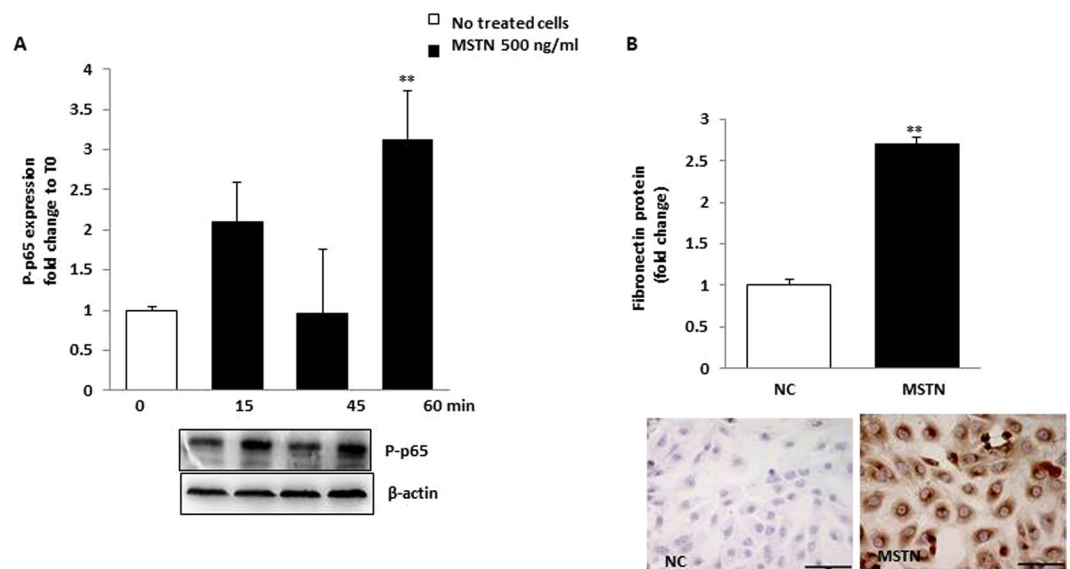 No treated cells
MSTN 500 ng/ml
A
4
3.5
3
2.5
2
1.5
1
0.5
0
P-p65 expression
fold change to T0
**
0 15 45 60 min
P-p65
β-actin
B
3
2.5
2
1.5
1
0.5
0
Fibronectin protein
(fold change)
**
NC MSTN
NC
MSTN